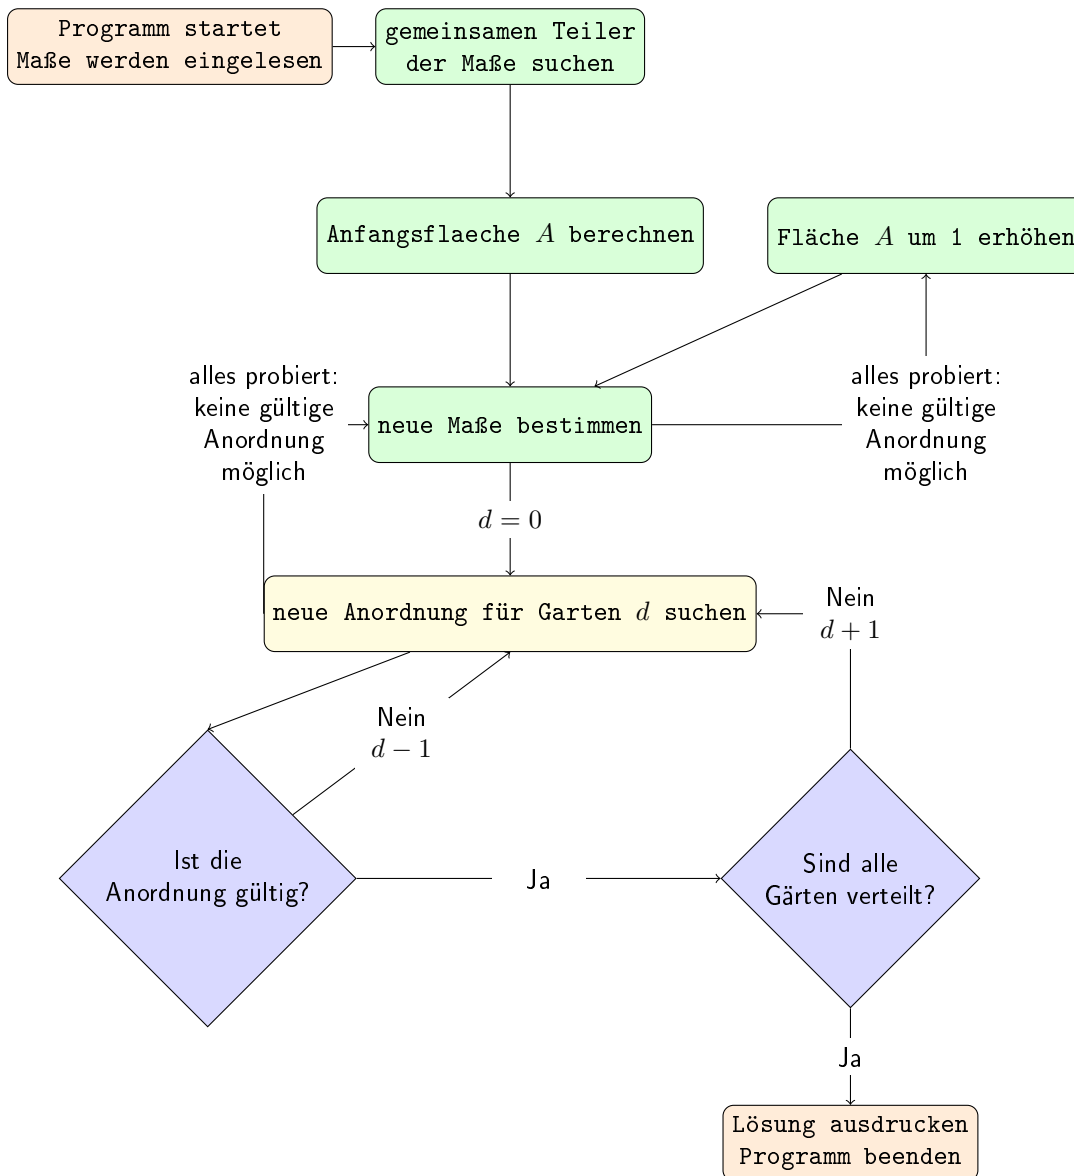 Programm startet
Maße werden eingelesen
gemeinsamen Teiler
der Maße suchen
Anfangsflaeche A berechnen
Fläche A um 1 erhöhen
alles probiert:
keine gültige
Anordnung
möglich
neue Maße bestimmen
alles probiert:
keine gültige
Anordnung
möglich
d = 0
neue Anordnung für Garten d suchen
Nein
d + 1
Nein
d − 1
Ist die
Anordnung gültig?
Ja
Sind alle
Gärten verteilt?
Ja
Lösung ausdrucken
Programm beenden